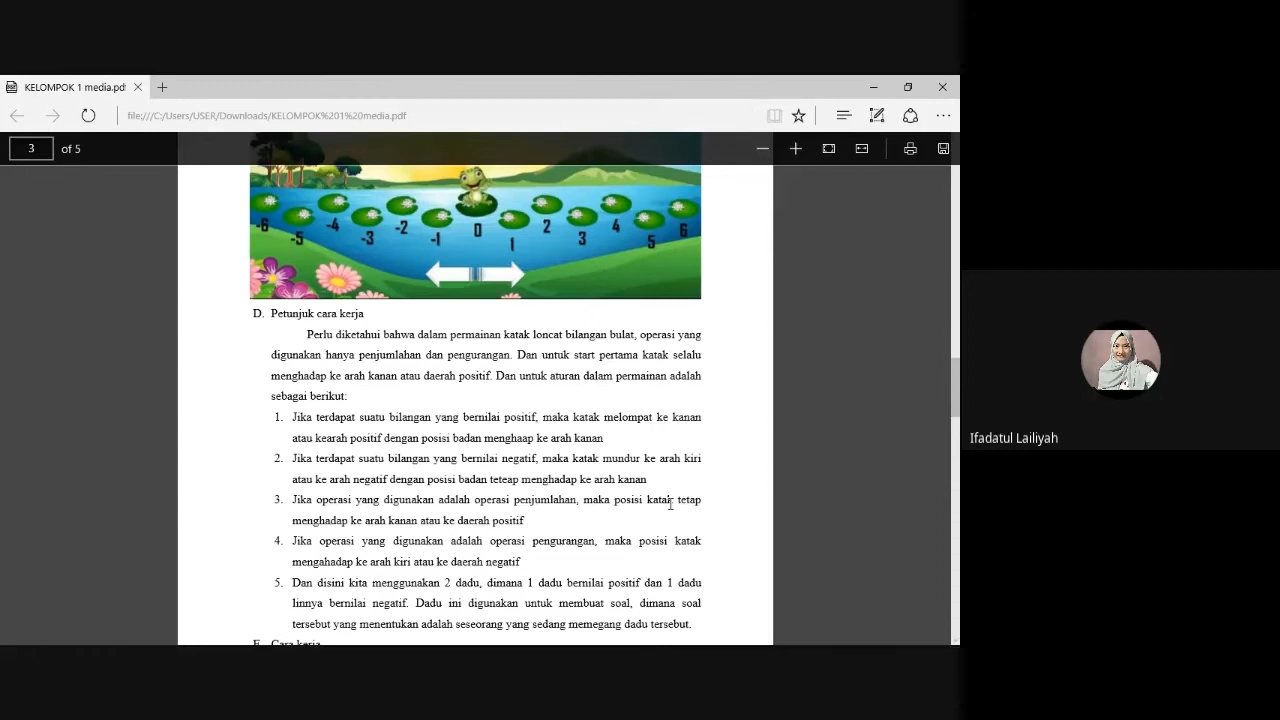 KELOMPOK 1 media.pdf
file:///C:/Users/USER/Downloads/KELOMPOK%201%20media.pdf
3 of 5
-6 -5 -4 -3 -2 -1 0 1 2 3 4 5 6
D. Petunjuk cara kerja
Perlu diketahui bahwa dalam permainan katak loncat bilangan bulat, operasi yang
digunakan hanya penjumlahan dan pengurangan. Dan untuk start pertama katak selalu
menghadap ke arah kanan atau daerah positif. Dan untuk aturan dalam permainan adalah
sebagai berikut:
1. Jika terdapat suatu bilangan yang bernilai positif, maka katak melompat ke kanan
atau kearah positif dengan posisi badan menghaap ke arah kanan
2. Jika terdapat suatu bilangan yang bernilai negatif, maka katak mundur ke arah kiri
atau ke arah negatif dengan posisi badan teteap menghadap ke arah kanan
3. Jika operasi yang digunakan adalah operasi penjumlahan, maka posisi katak tetap
menghadap ke arah kanan atau ke daerah positif
4. Jika operasi yang digunakan adalah operasi pengurangan, maka posisi katak
mengahadap ke arah kiri atau ke daerah negatif
5. Dan disini kita menggunakan 2 dadu, dimana 1 dadu bernilai positif dan 1 dadu
linnya bernilai negatif. Dadu ini digunakan untuk membuat soal, dimana soal
tersebut yang menentukan adalah seseorang yang sedang memegang dadu tersebut.
E. Cara kerja
Ifadatul Lailiyah